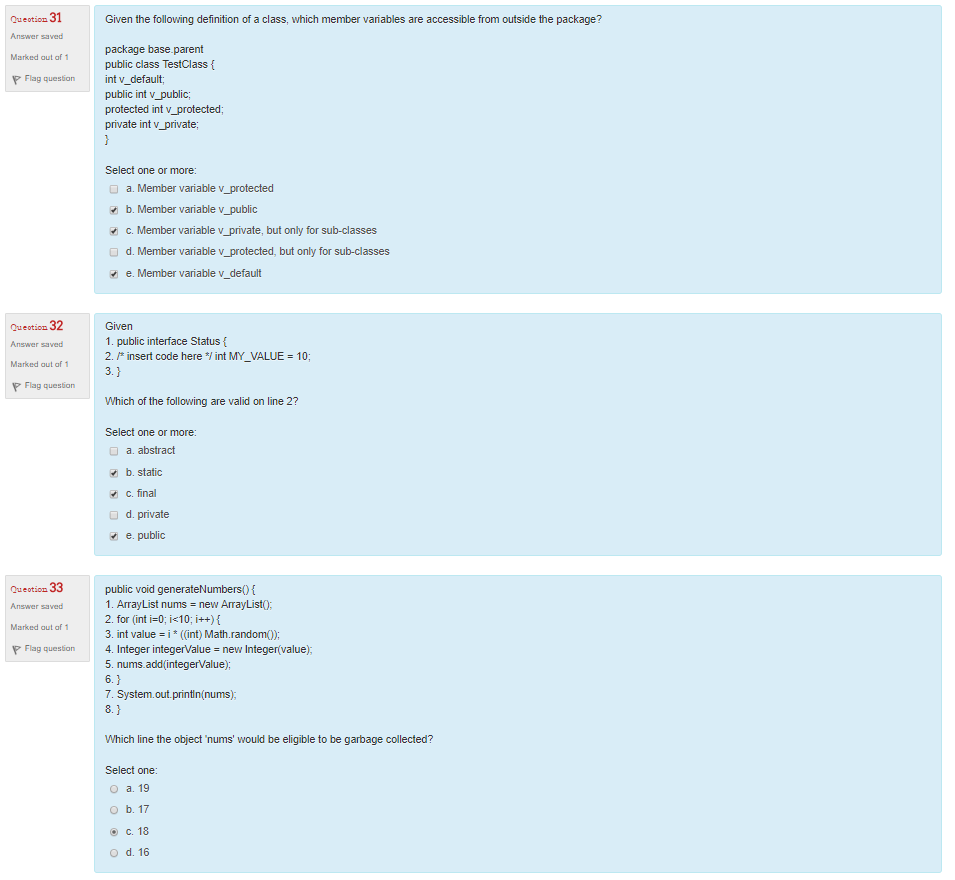 Question 31
Answer saved
Marked out of 1
Flag question
Given the following definition of a class, which member variables are accessible from outside the package?
package base.parent
public class TestClass {
int v_default;
public int v_public;
protected int v_protected;
private int v_private;
}
Select one or more:
a. Member variable v_protected
b. Member variable v_public
c. Member variable v_private, but only for sub-classes
d. Member variable v_protected, but only for sub-classes
e. Member variable v_default
Question 32
Answer saved
Marked out of 1
Flag question
Given
1. public interface Status {
2. /* insert code here */ int MY_VALUE = 10;
3. }
Which of the following are valid on line 2?
Select one or more:
a. abstract
b. static
c. final
d. private
e. public
Question 33
Answer saved
Marked out of 1
Flag question
public void generateNumbers() {
1. ArrayList nums = new ArrayList();
2. for (int i=0; i<10; i++) {
3. int value = i * ((int) Math.random());
4. Integer integerValue = new Integer(value);
5. nums.add(integerValue);
6. }
7. System.out.println(nums);
8. }
Which line the object 'nums' would be eligible to be garbage collected?
Select one:
a. 19
b. 17
c. 18
d. 16